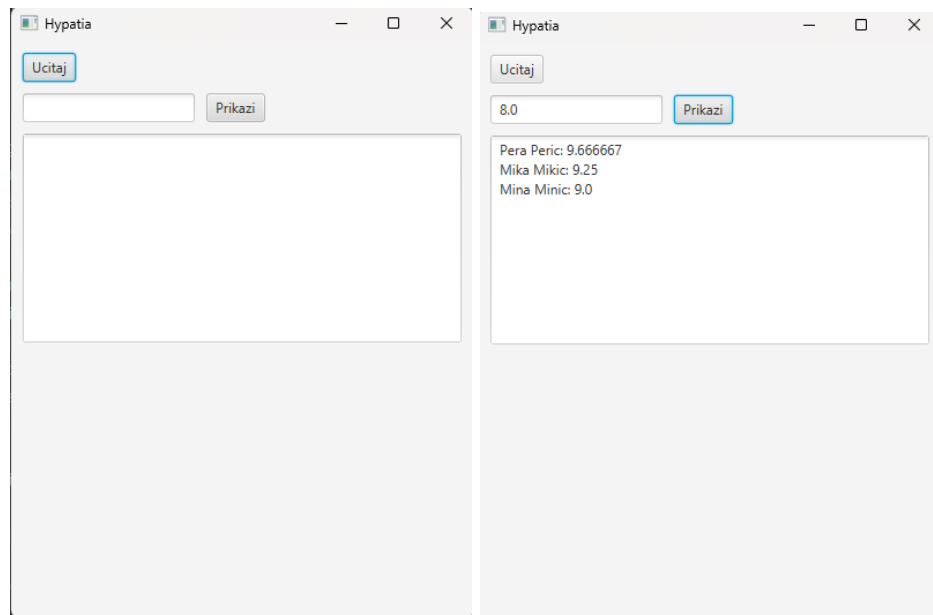 Hypatia
Ucitaj
Prikazi
Hypatia
Ucitaj
8.0 Prikazi
Pera Peric: 9.666667
Mika Mikic: 9.25
Mina Minic: 9.0